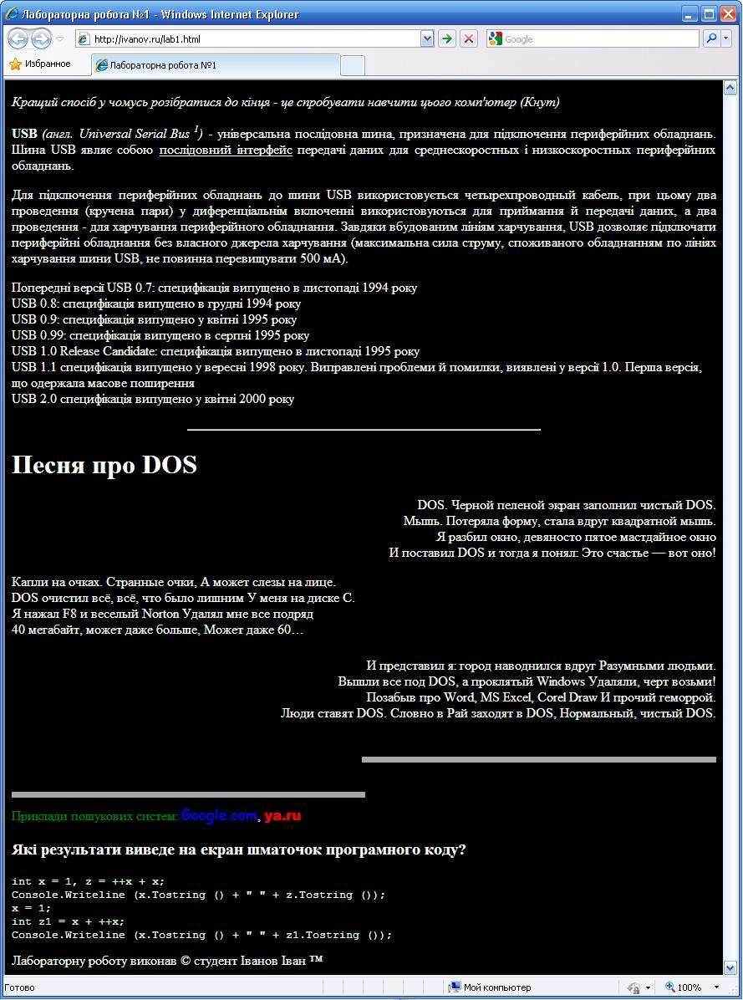 Лабораторна робота №1 - Windows Internet Explorer
http://ivanov.ru/lab1.html
Google
Избранное
Лабораторна робота №1
Кращий спосіб у чомусь розібратися до кінця - це спробувати навчити цього комп'ютер (Кнут)
USB (англ. Universal Serial Bus 1) - універсальна послідовна шина, призначена для підключення периферійних обладнань.
Шина USB являє собою послідовний інтерфейс передачі даних для среднескоростных і низкоскоростных периферійних
обладнань.
Для підключення периферійних обладнань до шини USB використовується четырехпроводный кабель, при цьому два
проведення (кручена пари) у диференціальнім включенні використовуються для приймання й передачі даних, а два
проведення - для харчування периферійного обладнання. Завдяки вбудованим лініям харчування, USB дозволяє підключати
периферійні обладнання без власного джерела харчування (максимальна сила струму, споживаного обладнанням по лініях
харчування шини USB, не повинна перевищувати 500 мА).
Попередні версії USB 0.7: специфікація випущено в листопаді 1994 року
USB 0.8: специфікація випущено в грудні 1994 року
USB 0.9: специфікація випущено у квітні 1995 року
USB 0.99: специфікація випущено в серпні 1995 року
USB 1.0 Release Candidate: специфікація випущено в листопаді 1995 року
USB 1.1 специфікація випущено у вересні 1998 року. Виправлені проблеми й помилки, виявлені у версії 1.0. Перша версія,
що одержала масове поширення
USB 2.0 специфікація випущено у квітні 2000 року
Песня про DOS
DOS. Черной пеленой экран заполнил чистый DOS.
Мышь. Потеряла форму, стала вдруг квадратной мышь.
Я разбил окно, девяносто пятое мастдайное окно
И поставил DOS и тогда я понял: Это счастье — вот оно!
Капли на очках. Странные очки, А может слезы на лице.
DOS очистил всё, всё, что было лишним У меня на диске С.
Я нажал F8 и веселый Norton Удалял мне все подряд
40 мегабайт, может даже больше, Может даже 60…
И представил я: город наводнился вдруг Разумными людьми.
Вышли все под DOS, а проклятый Windows Удаляли, черт возьми!
Позабыв про Word, MS Excel, Corel Draw И прочий геморрой.
Люди ставят DOS. Словно в Рай заходят в DOS, Нормальный, чистый DOS.
Приклади пошукових систем: Google.com, ya.ru
Які результати виведе на екран шматочок програмного коду?
int x = 1, z = ++x + x;
Console.Writeline (x.Tostring () + " " + z.Tostring ());
x = 1;
int z1 = x + ++x;
Console.Writeline (x.Tostring () + " " + z1.Tostring ());
Лабораторну роботу виконав © студент Іванов Іван ™
Готово
Мой компьютер
100%